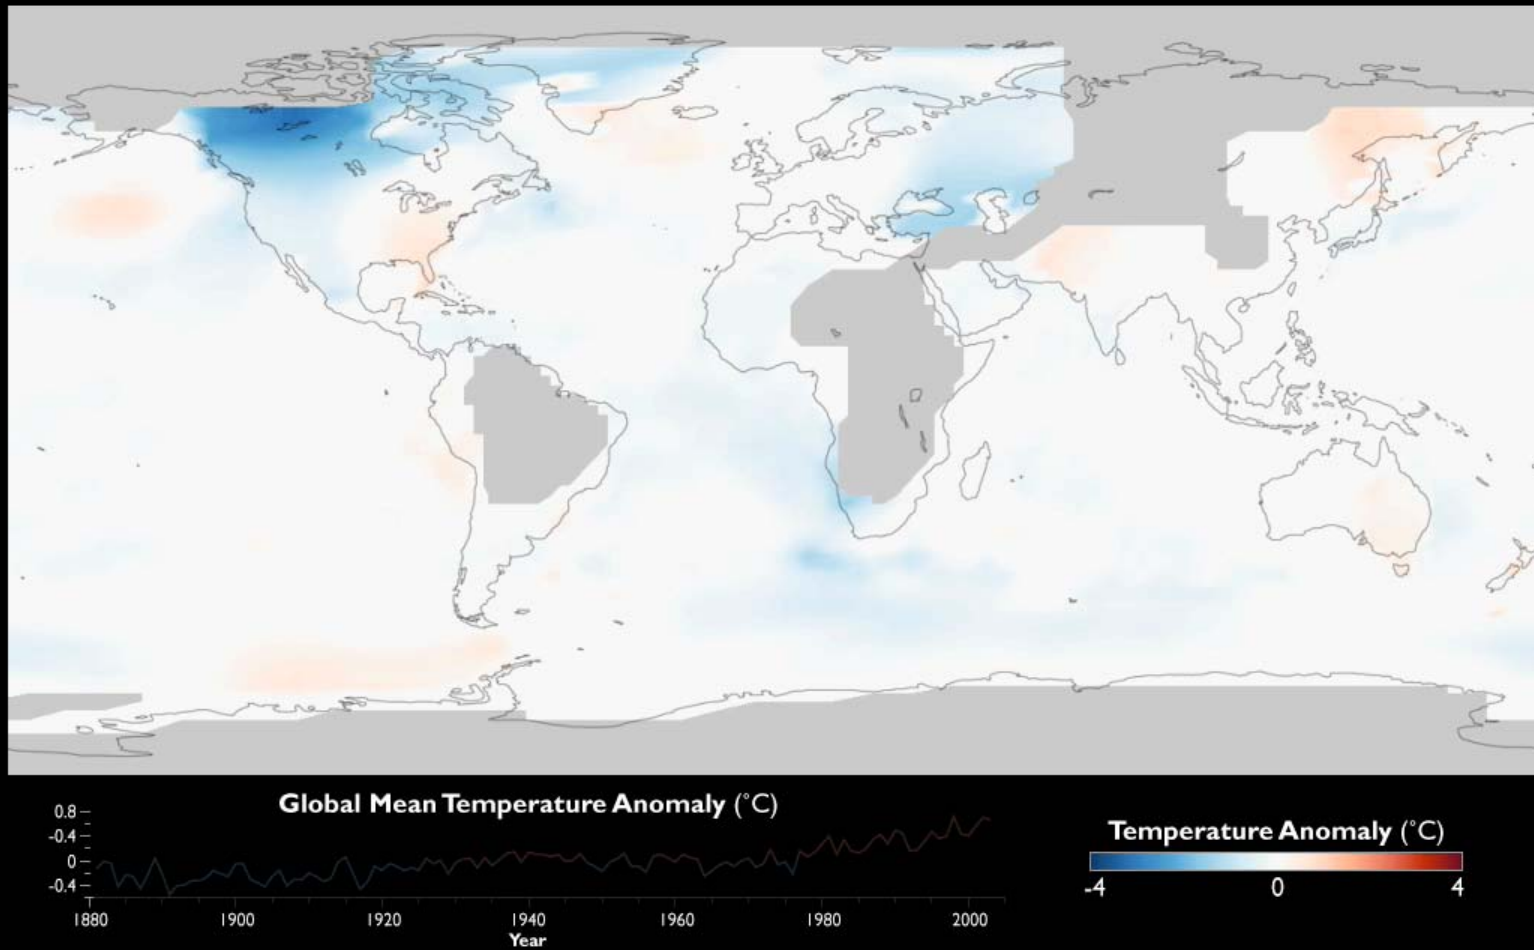 Global Mean Temperature Anomaly (°C)
0.8
-0.4
0
-0.4
1880 1900 1920 1940 1960 1980 2000
Year
Temperature Anomaly (°C)
-4 0 4